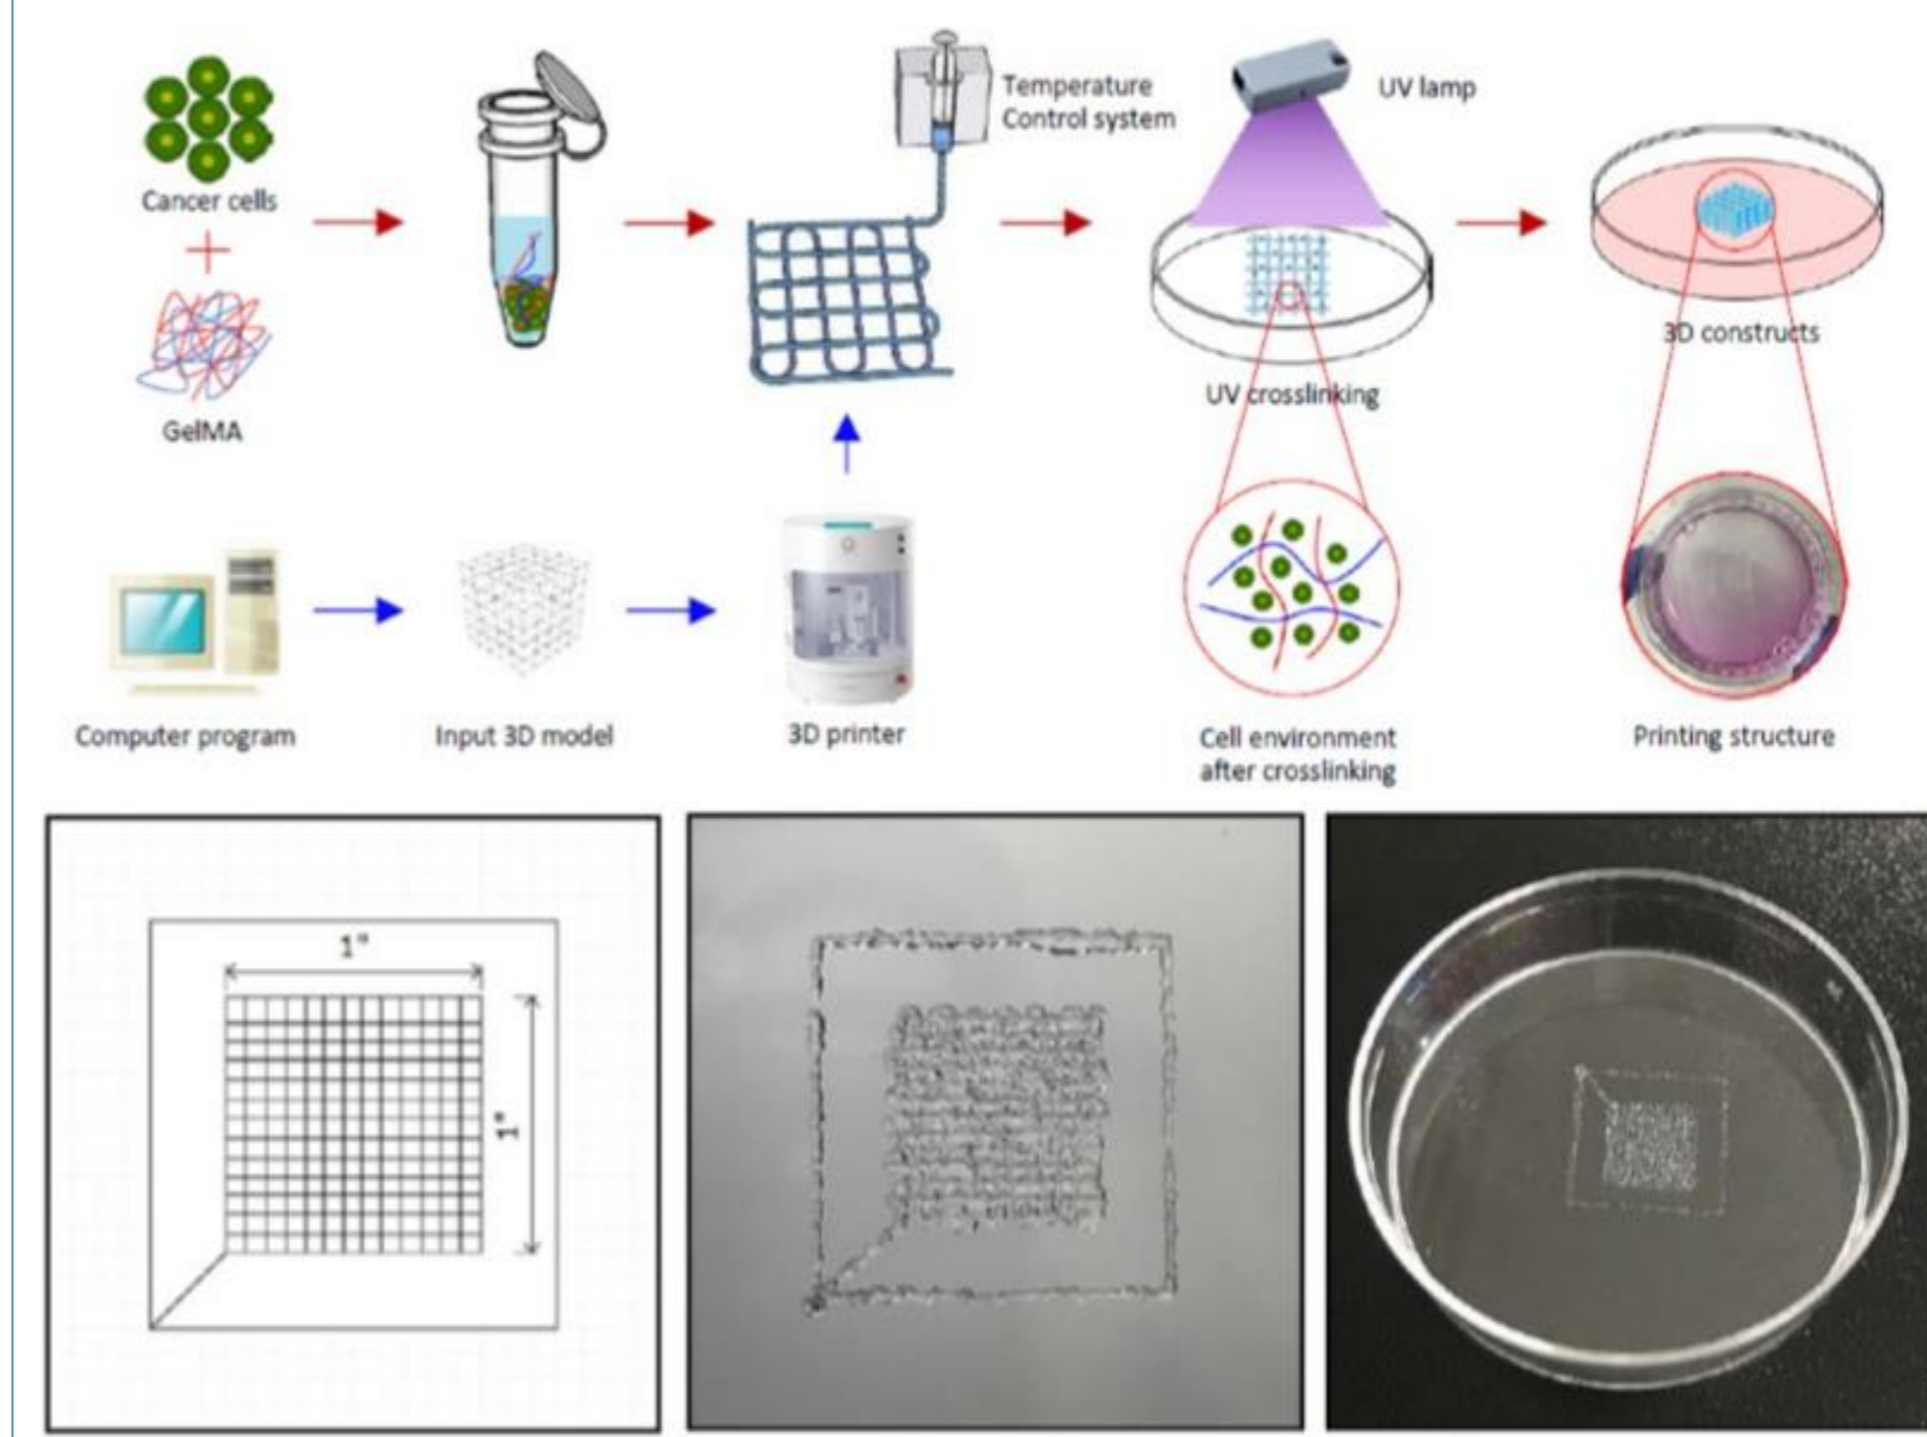 Temperature
Control system
UV lamp
Cancer cells
GelMA
UV crosslinking
3D constructs
Computer program
Input 3D model
3D printer
Cell environment
after crosslinking
Printing structure
1"
1"